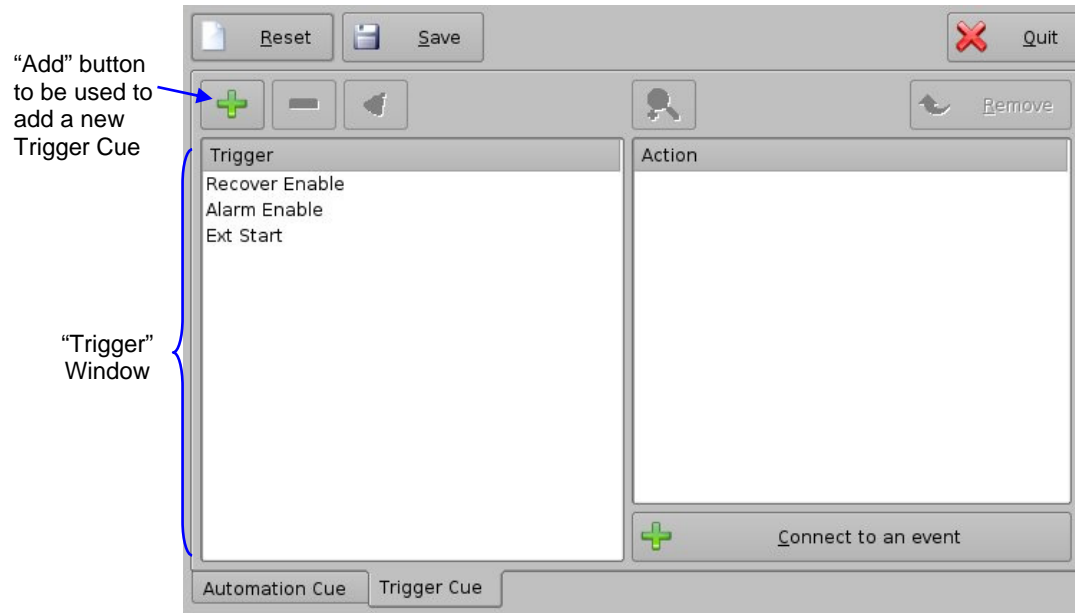 Reset
Save
Quit
“Add” button
to be used to
add a new
Trigger Cue
Remove
Trigger
Action
Recover Enable
Alarm Enable
Ext Start
“Trigger”
Window
Connect to an event
Automation Cue
Trigger Cue